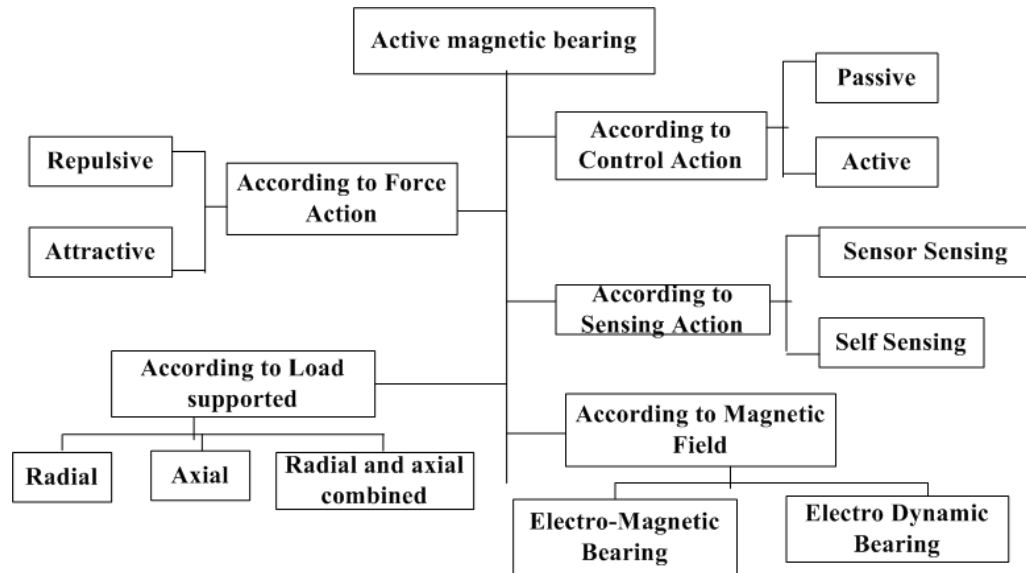 Active magnetic bearing
Passive
According to
Control Action
Active
Repulsive
According to Force
Action
Attractive
Sensor Sensing
According to
Sensing Action
Self Sensing
According to Load
supported
Radial
Axial
Radial and axial
combined
According to Magnetic
Field
Electro-Magnetic
Bearing
Electro Dynamic
Bearing